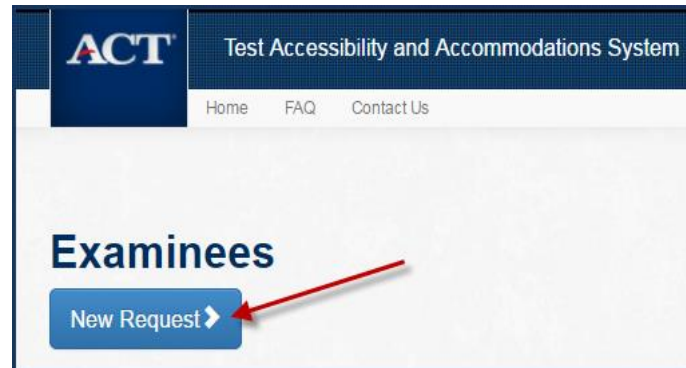 ACT Test Accessibility and Accommodations System
Home FAQ Contact Us
Examinees
New Request